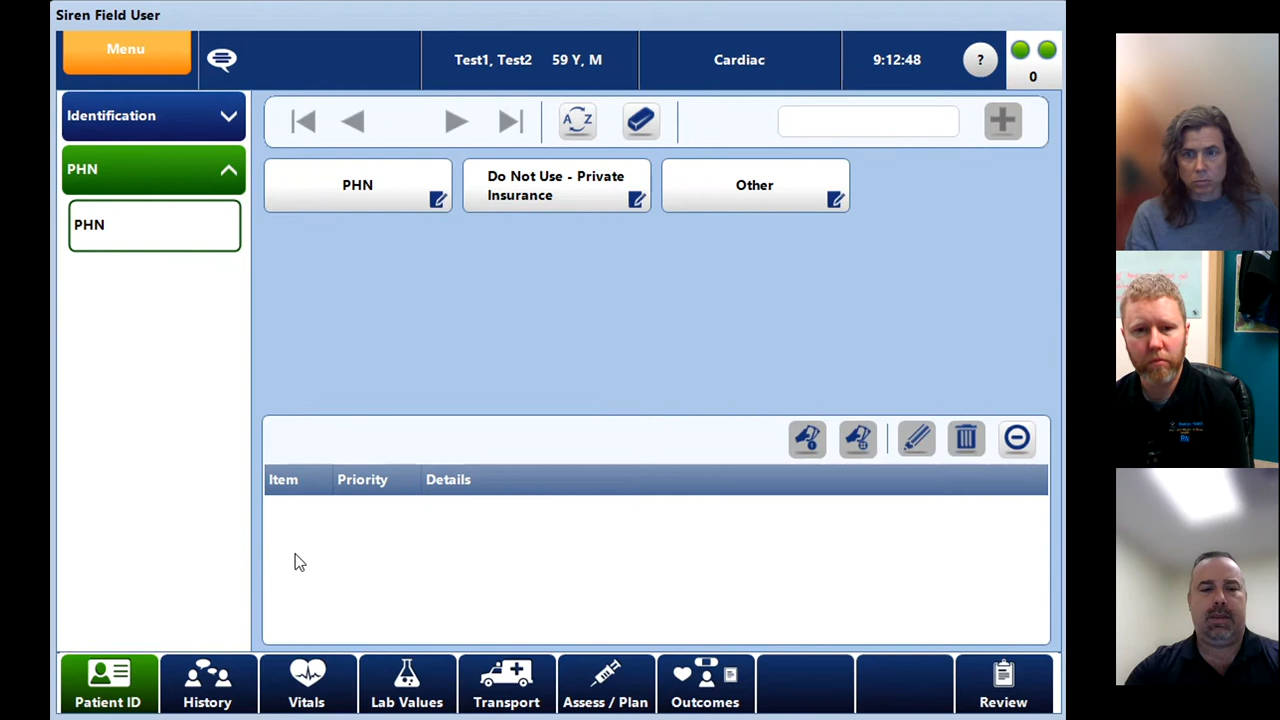 Siren Field User
Menu
Test1, Test2 59 Y, M
Cardiac
9:12:48
?
0
Identification
PHN
PHN
A Z
PHN
Do Not Use - Private
Insurance
Other
Item Priority Details
Patient ID
History
Vitals
Lab Values
Transport
Assess / Plan
Outcomes
Review
RN